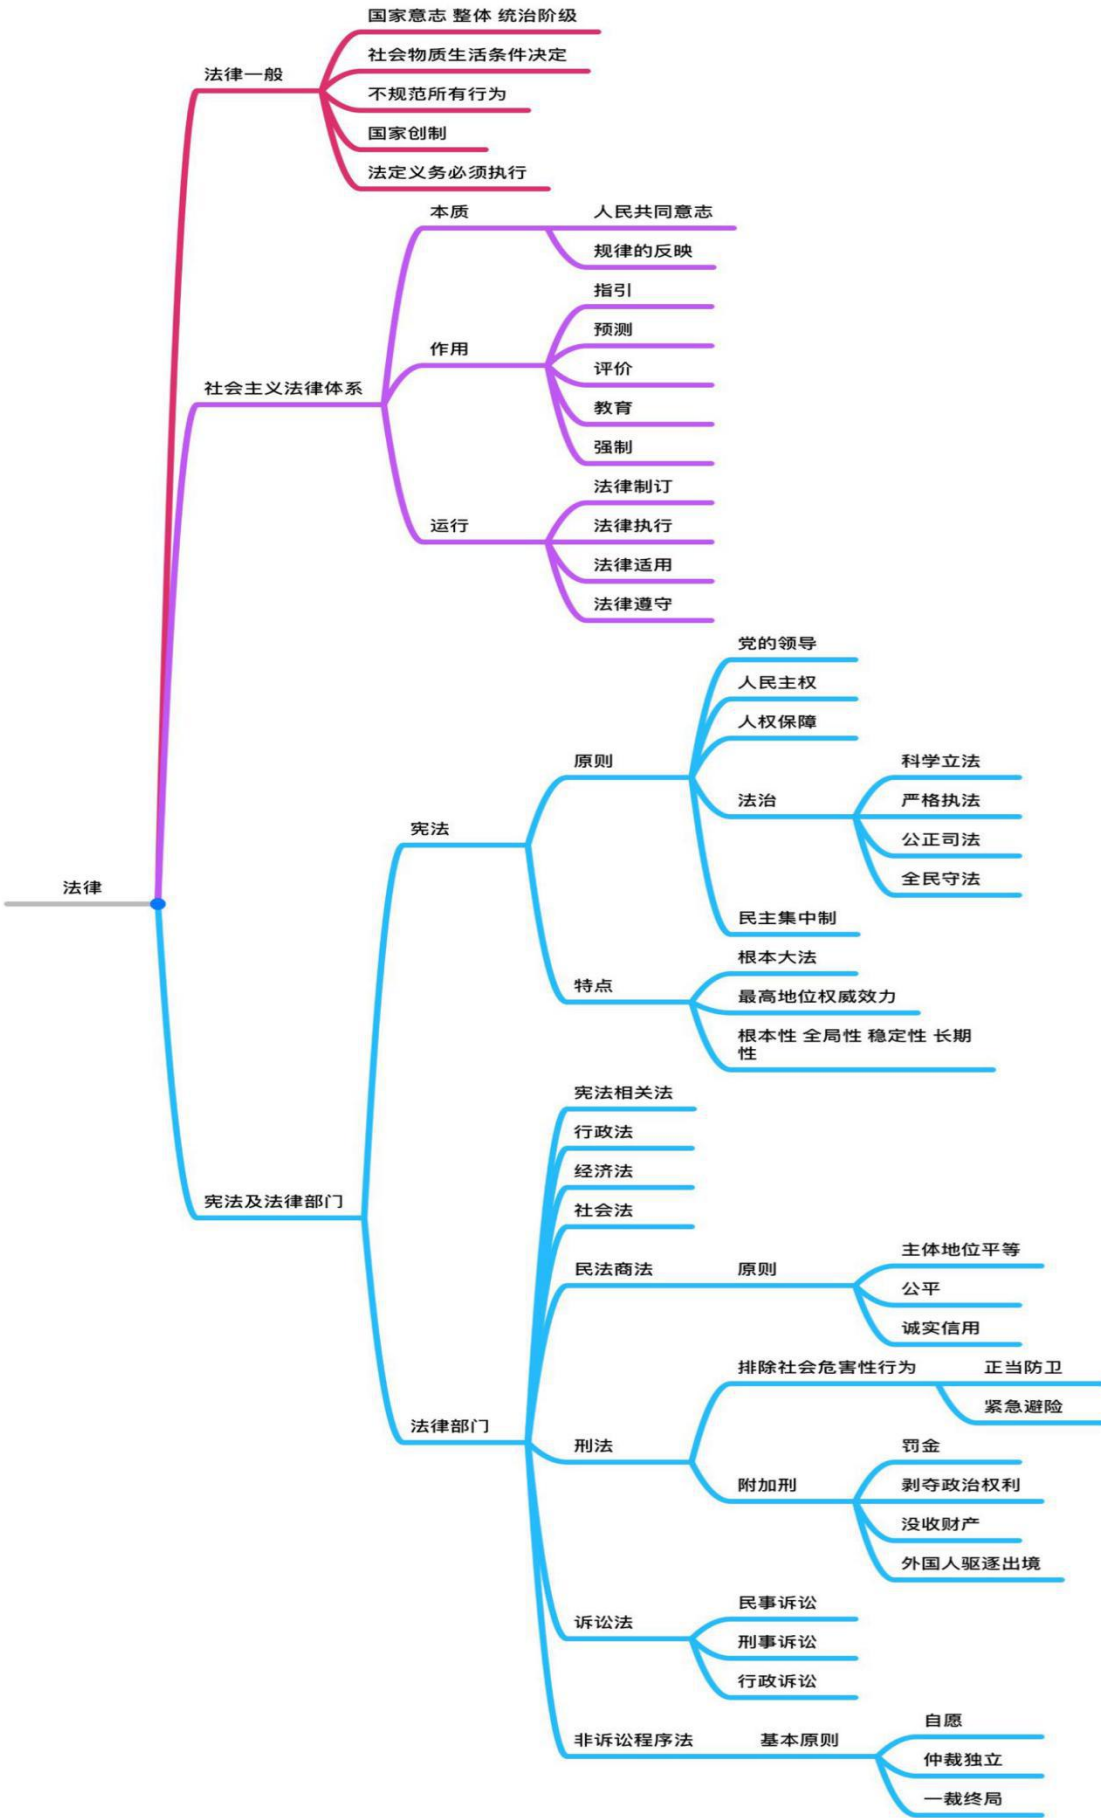 国家意志 整体 统治阶级
社会物质生活条件决定
法律一般
不规范所有行为
国家创制
法定义务必须执行
本质
人民共同意志
规律的反映
指引
预测
作用
评价
社会主义法律体系
教育
强制
法律制订
运行
法律执行
法律适用
法律遵守
党的领导
人民主权
人权保障
原则
科学立法
法治
严格执法
宪法
公正司法
全民守法
法律
民主集中制
根本大法
特点
最高地位权威效力
根本性 全局性 稳定性 长期
性
宪法相关法
行政法
经济法
宪法及法律部门
社会法
主体地位平等
民法商法
原则
公平
诚实信用
排除社会危害性行为
正当防卫
紧急避险
法律部门
刑法
罚金
附加刑
剥夺政治权利
没收财产
外国人驱逐出境
民事诉讼
诉讼法
刑事诉讼
行政诉讼
自愿
非诉讼程序法
基本原则
仲裁独立
一裁终局